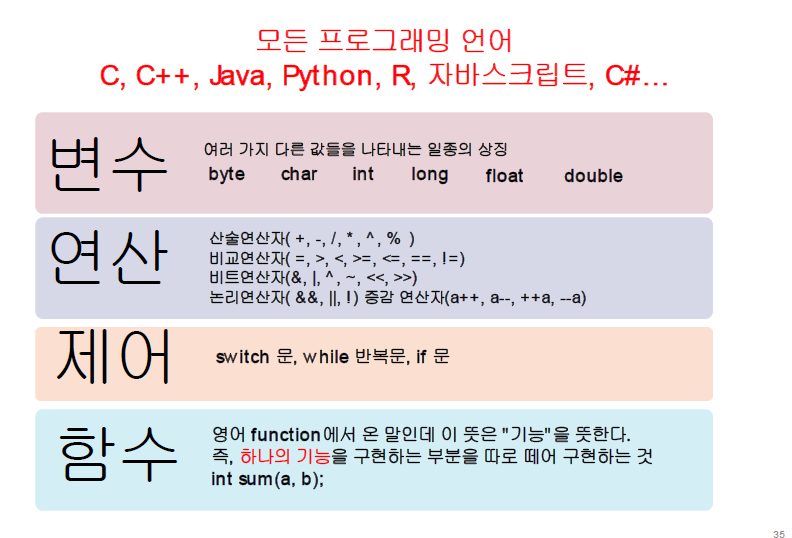 모든 프로그래밍 언어
C, C++, Java, Python, R, 자바스크립트, C#...
변수
여러 가지 다른 값들을 나타내는 일종의 상징
byte char int long float double
연산
산술연산자( +, -, /, *, ^, % )
비교연산자( =, >, <, >=, <=, ==, !=)
비트연산자(&, |, ^, ~, <<, >>)
논리연산자( &&, ||, !) 증감 연산자(a++, a--, ++a, --a)
제어
switch 문, while 반복문, if 문
함수
영어 function에서 온 말인데 이 뜻은 "기능"을 뜻한다.
즉, 하나의 기능을 구현하는 부분을 따로 떼어 구현하는 것
int sum(a, b);
35